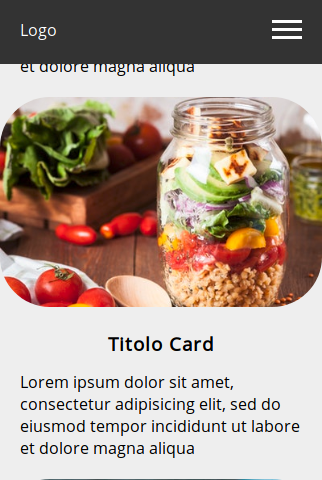 Logo
et dolore magna aliqua
Titolo Card
Lorem ipsum dolor sit amet,
consectetur adipisicing elit, sed do
eiusmod tempor incididunt ut labore
et dolore magna aliqua